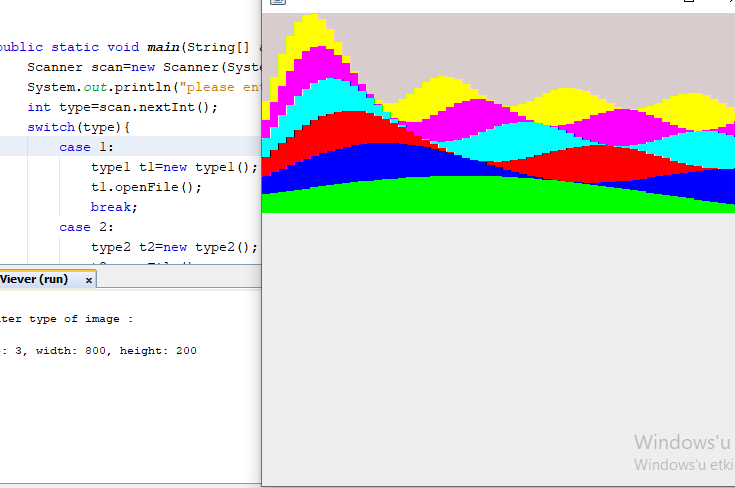 public static void main(String[] a
Scanner scan=new Scanner(Syste
System.out.println("please ent
int type=scan.nextInt();
switch(type){
case 1:
type1 t1=new type1();
t1.openFile();
break;
case 2:
type2 t2=new type2();
Viever (run) x
ter type of image :
: 3, width: 800, height: 200
Windows'u
Windows'u etki